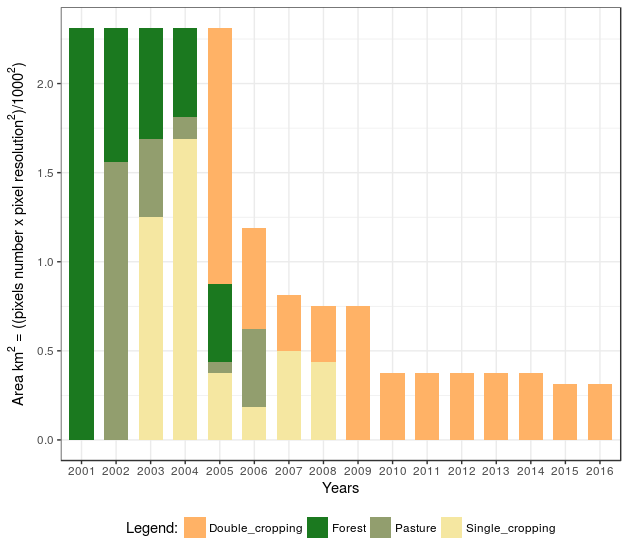 Area km² = ((pixels number x pixel resolution²)/1000²)
2.0
1.5
1.0
0.5
0.0
2001 2002 2003 2004 2005 2006 2007 2008 2009 2010 2011 2012 2013 2014 2015 2016
Years
Legend: Double_cropping Forest Pasture Single_cropping